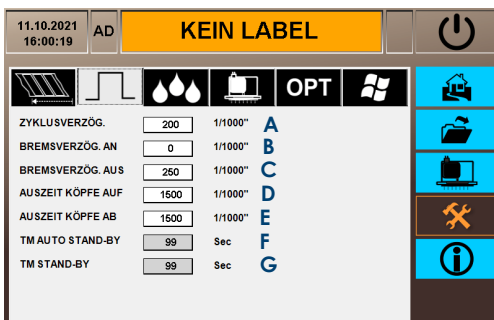 11.10.2021
16:00:19
AD
KEIN LABEL
OPT
ZYKLUSVERZÖG. 200 1/1000" A
BREMSVERZÖG. AN 0 1/1000" B
BREMSVERZÖG. AUS 250 1/1000" C
AUSZEIT KÖPFE AUF 1500 1/1000" D
AUSZEIT KÖPFE AB 1500 1/1000" E
TM AUTO STAND-BY 99 Sec F
TM STAND-BY 99 Sec G